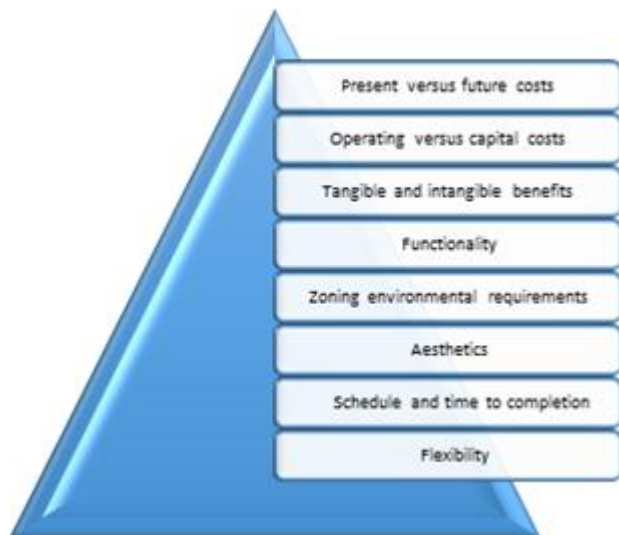 Present versus future costs
Operating versus capital costs
Tangible and intangible benefits
Functionality
Zoning environmental requirements
Aesthetics
Schedule and time to completion
Flexibility